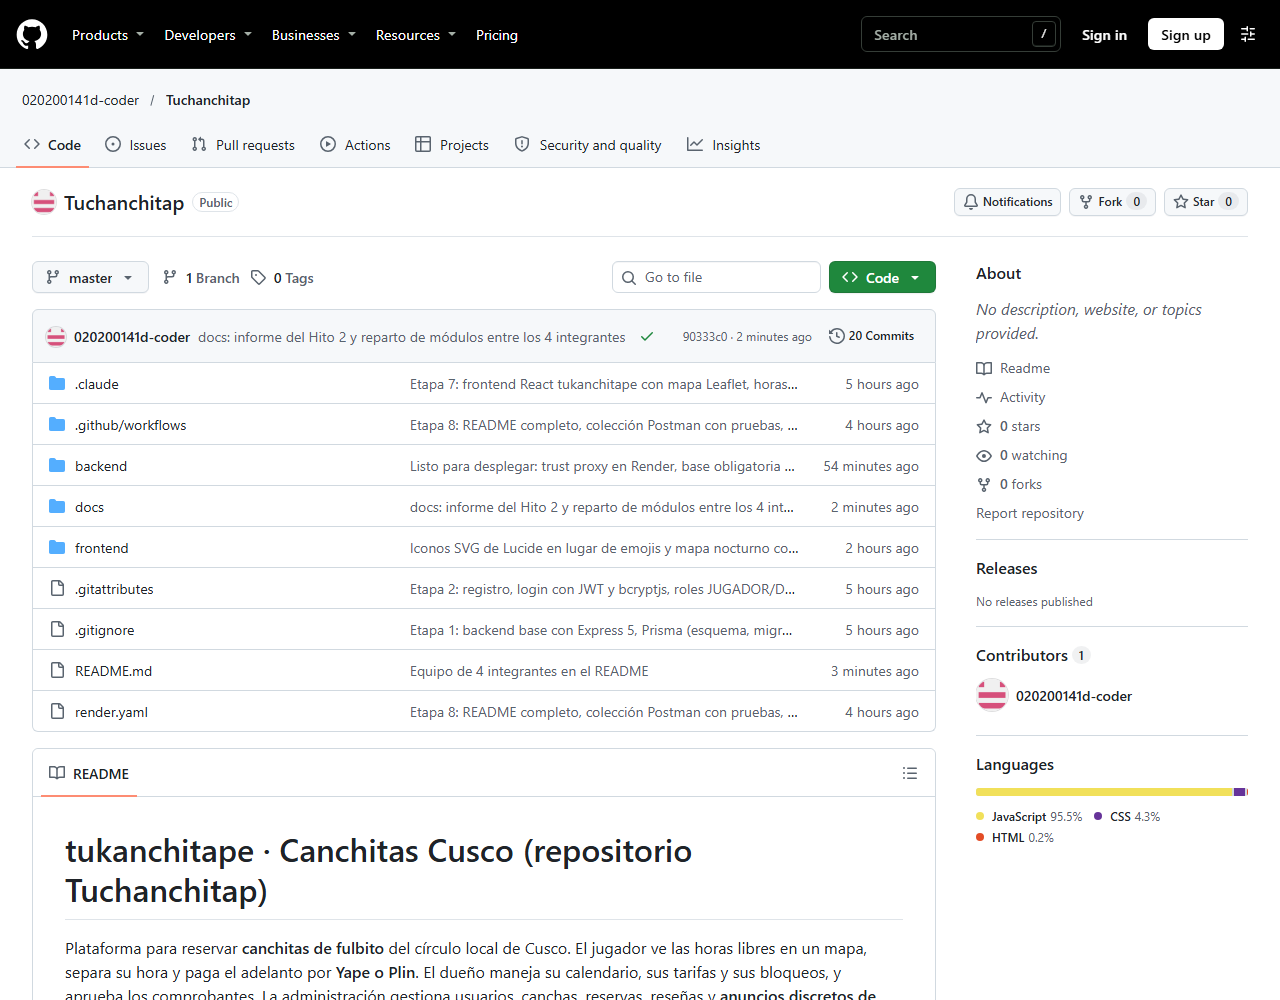 Products Developers Businesses Resources Pricing Search / Sign in Sign up
020200141d-coder / Tuchanchitap
Code Issues Pull requests Actions Projects Security and quality Insights
Tuchanchitap Public Notifications Fork 0 Star 0
master 1 Branch 0 Tags Go to file Code
020200141d-coder docs: informe del Hito 2 y reparto de módulos entre los 4 integrantes 90333c0 · 2 minutes ago 20 Commits
.claude Etapa 7: frontend React tukanchitape con mapa Leaflet, horas... 5 hours ago
.github/workflows Etapa 8: README completo, colección Postman con pruebas, ... 4 hours ago
backend Listo para desplegar: trust proxy en Render, base obligatoria ... 54 minutes ago
docs docs: informe del Hito 2 y reparto de módulos entre los 4 int... 2 minutes ago
frontend Iconos SVG de Lucide en lugar de emojis y mapa nocturno co... 2 hours ago
.gitattributes Etapa 2: registro, login con JWT y bcryptjs, roles JUGADOR/D... 5 hours ago
.gitignore Etapa 1: backend base con Express 5, Prisma (esquema, migr... 5 hours ago
README.md Equipo de 4 integrantes en el README 3 minutes ago
render.yaml Etapa 8: README completo, colección Postman con pruebas, ... 4 hours ago
README
tukanchitape · Canchitas Cusco (repositorio
Tuchanchitap)
Plataforma para reservar canchitas de fulbito del círculo local de Cusco. El jugador ve las horas libres en un mapa,
separa su hora y paga el adelanto por Yape o Plin. El dueño maneja su calendario, sus tarifas y sus bloqueos, y
aprueba los comprobantes. La administración gestiona usuarios, canchas, reservas, reseñas y anuncios discretos de
About
No description, website, or topics
provided.
Readme
Activity
0 stars
0 watching
0 forks
Report repository
Releases
No releases published
Contributors 1
020200141d-coder
Languages
JavaScript 95.5% CSS 4.3%
HTML 0.2%